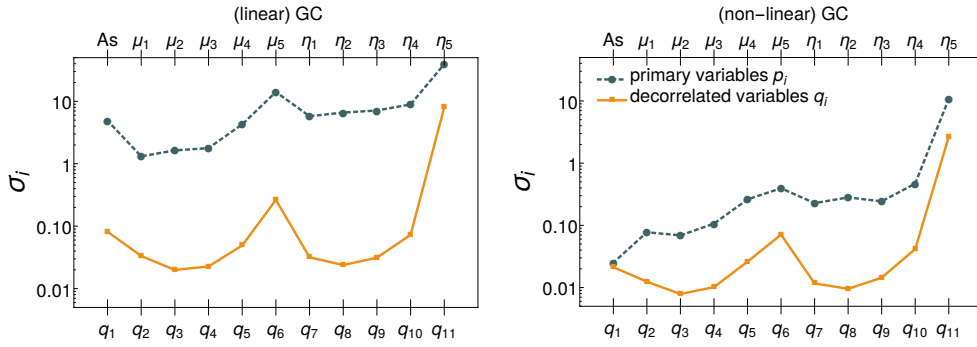 (linear) GC
As μ1 μ2 μ3 μ4 μ5 η1 η2 η3 η4 η5
10
1
0.10
0.01
σi
q1 q2 q3 q4 q5 q6 q7 q8 q9 q10 q11
(non-linear) GC
As μ1 μ2 μ3 μ4 μ5 η1 η2 η3 η4 η5
primary variables pi
decorrelated variables qi
10
1
0.10
0.01
σi
q1 q2 q3 q4 q5 q6 q7 q8 q9 q10 q11